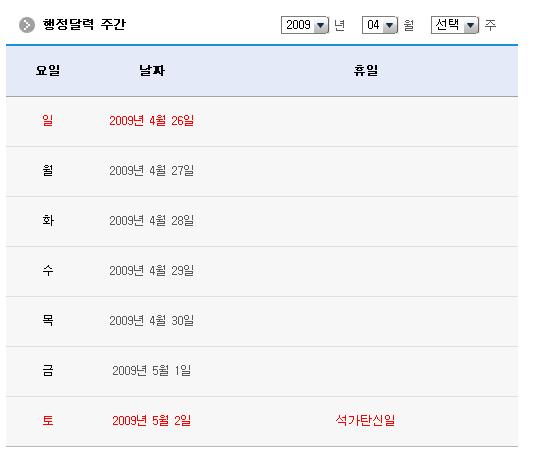 행정달력 주간 2009 년 04 월 선택 주
요일 날짜 휴일
일 2009년 4월 26일
월 2009년 4월 27일
화 2009년 4월 28일
수 2009년 4월 29일
목 2009년 4월 30일
금 2009년 5월 1일
토 2009년 5월 2일 석가탄신일